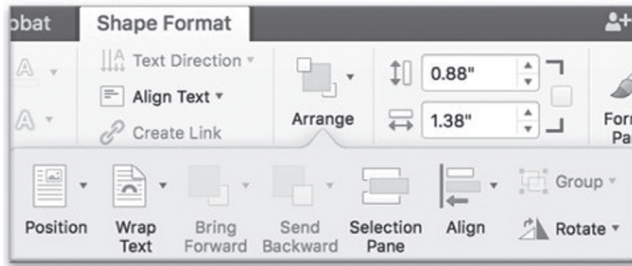 obat Shape Format
A Text Direction
Align Text
A Create Link
Arrange
0.88"
1.38"
Form
Pa
Position
Wrap
Text
Bring
Forward
Send
Backward
Selection
Pane
Align
Group
Rotate